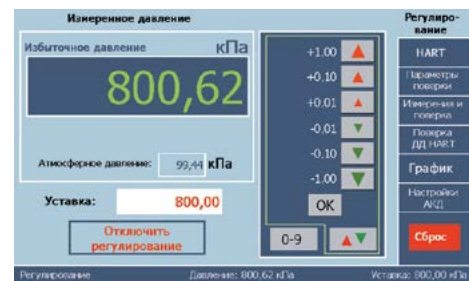 Измеренное давление
Избыточное давление кПа
800,62
Атмосферное давление: 99,44 кПа
Уставка: 800,00
Отключить
регулирование
+1.00
+0,10
+0,01
-0,01
-0,10
-1,00
OK
0-9
Регулиро-
вание
HART
Параметры
поверки
Измерения и
поверка
Поверка
ДД HART
График
Настройки
АКД
Сброс
Регулирование Давление: 800,62 кПа Уставка: 800,00 кПа